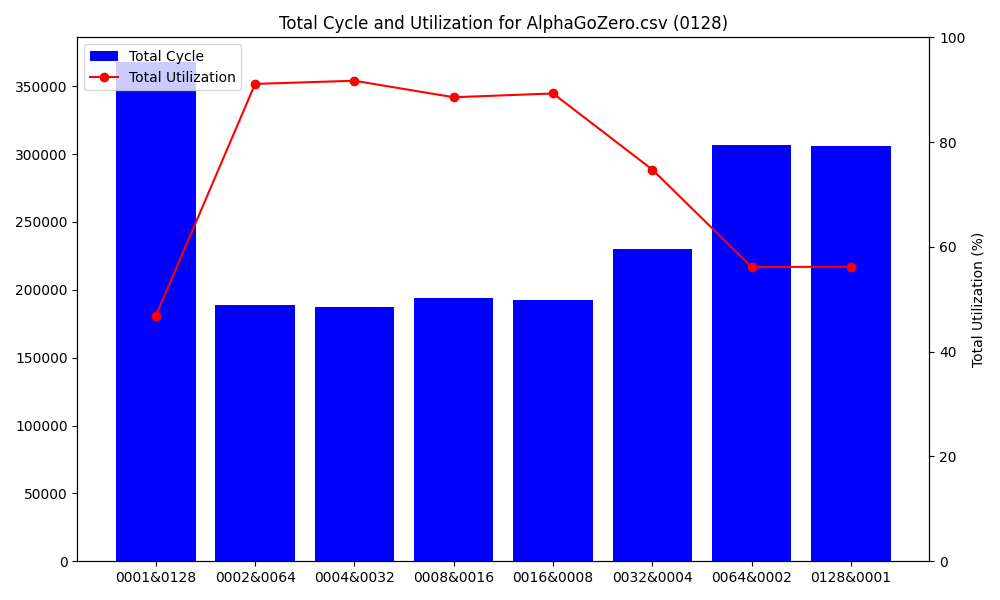 Total Cycle and Utilization for AlphaGoZero.csv (0128)
Total Cycle
Total Utilization
350000
300000
250000
200000
150000
100000
50000
0
100
80
60
40
20
0
Total Utilization (%)
0001&0128 0002&0064 0004&0032 0008&0016 0016&0008 0032&0004 0064&0002 0128&0001